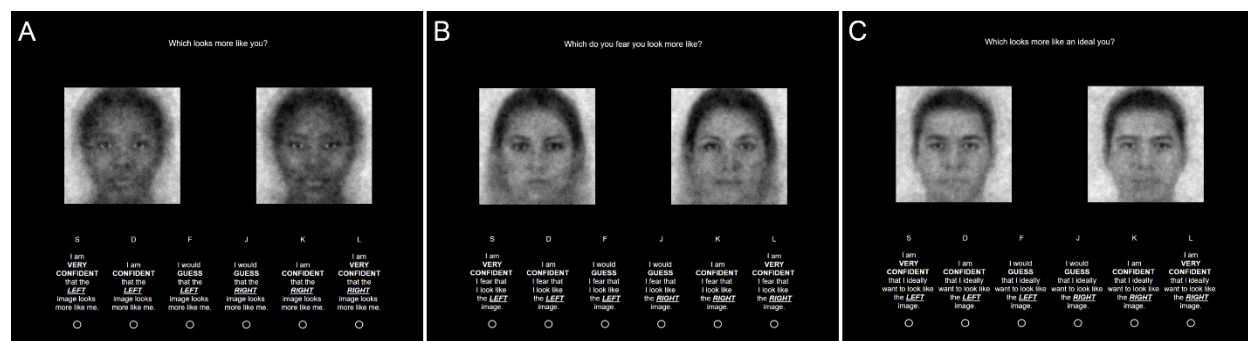 A
Which looks more like you?
S
I am
VERY
CONFIDENT
that the
LEFT
image looks
more like me.
D
I am
CONFIDENT
that the
LEFT
image looks
more like me.
F
I would
GUESS
that the
LEFT
image looks
more like me.
J
I would
GUESS
that the
RIGHT
image looks
more like me.
K
I am
CONFIDENT
that the
RIGHT
image looks
more like me.
L
I am
VERY
CONFIDENT
that the
RIGHT
image looks
more like me.
B
Which do you fear you look more like?
S
I am
VERY
CONFIDENT
I fear that
I look like
the LEFT
image.
D
I am
CONFIDENT
I fear that
I look like
the LEFT
image.
F
I would
GUESS
I fear that
I look like
the LEFT
image.
J
I would
GUESS
I fear that
I look like
the RIGHT
image.
K
I am
CONFIDENT
I fear that
I look like
the RIGHT
image.
L
I am
VERY
CONFIDENT
I fear that
I look like
the RIGHT
image.
C
Which looks more like an ideal you?
S
I am
VERY
CONFIDENT
that I ideally
want to look like
the LEFT
image.
D
I am
CONFIDENT
that I ideally
want to look like
the LEFT
image.
F
I would
GUESS
that I ideally
want to look like
the LEFT
image.
J
I would
GUESS
that I ideally
want to look like
the RIGHT
image.
K
I am
CONFIDENT
that I ideally
want to look like
the RIGHT
image.
L
I am
VERY
CONFIDENT
that I ideally
want to look like
the RIGHT
image.